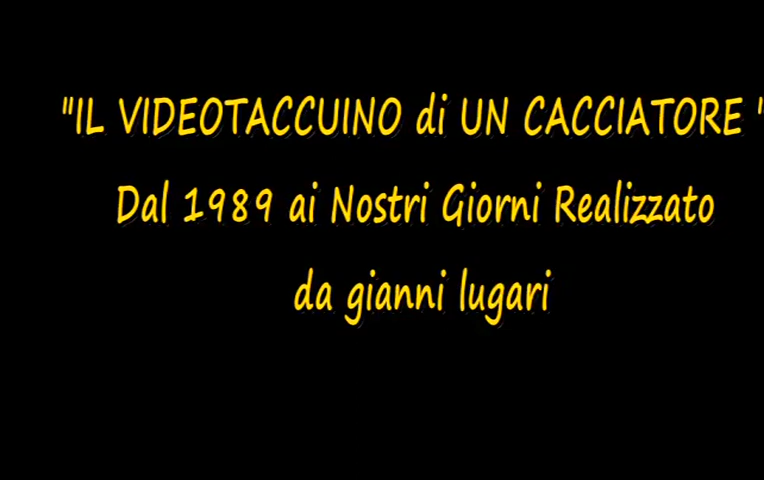 "IL VIDEOTACCUINO di UN CACCIATORE "
Dal 1989 ai Nostri Giorni Realizzato
da gianni lugari